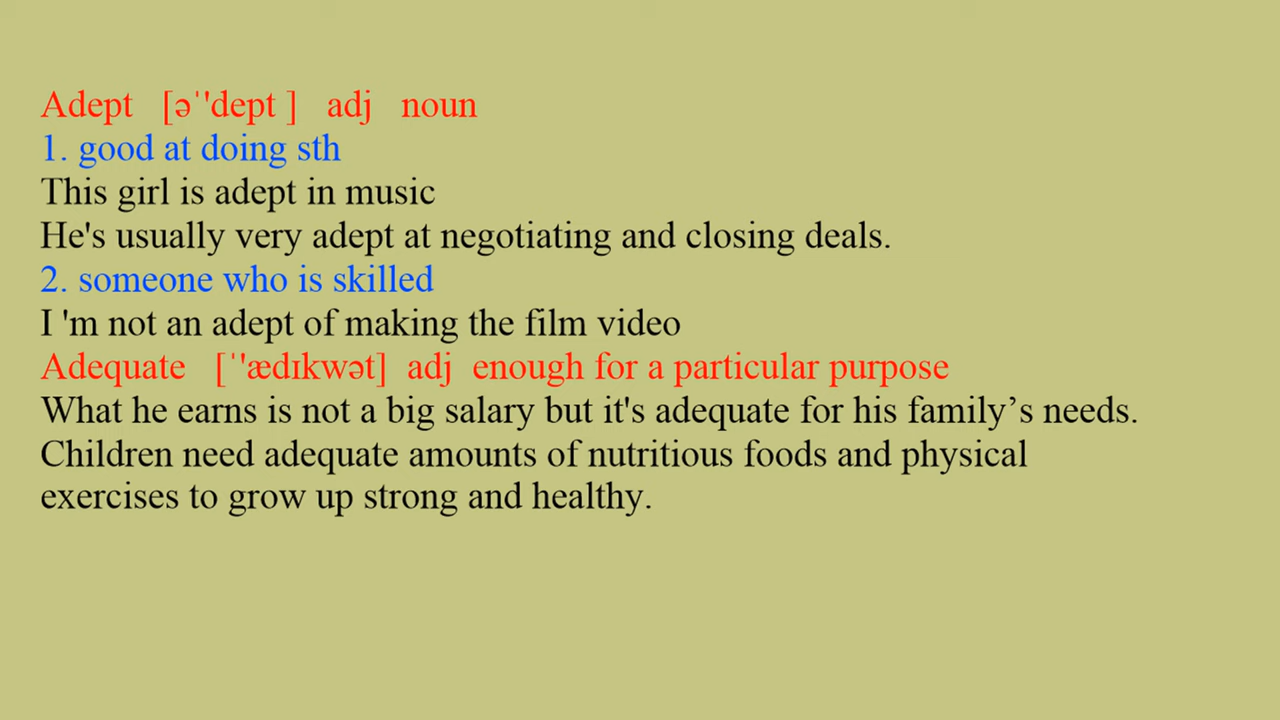 Adept [əˈ'dept ] adj noun
1. good at doing sth
This girl is adept in music
He's usually very adept at negotiating and closing deals.
2. someone who is skilled
I 'm not an adept of making the film video
Adequate [ˈ'ædɪkwət] adj enough for a particular purpose
What he earns is not a big salary but it's adequate for his family’s needs.
Children need adequate amounts of nutritious foods and physical
exercises to grow up strong and healthy.